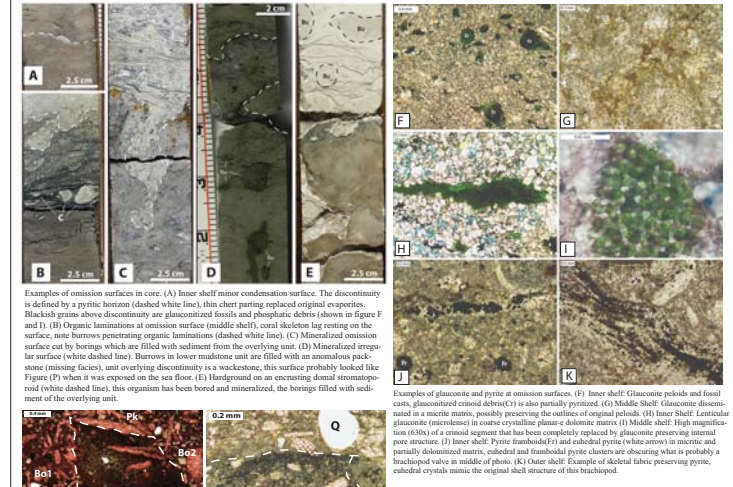 2 cm
2.5 cm
A
2.5 cm
Bu
Bu
Bu
C
B
2.5 cm
C
2.5 cm
D
E
2.5 cm
Examples of omission surfaces in core. (A) Inner shelf minor condensation surface. The discontinuity
is defined by a pyritic horizon (dashed white line), thin chert parting replaced original evaporites.
Blackish grains above discontinuity are glauconitized fossils and phosphatic debris (shown in figure F
and I). (B) Organic laminations at omission surface (middle shelf), coral skeleton lag resting on the
surface, note burrows penetrating organic laminations (dashed white line). (C) Mineralized omission
surface cut by borings which are filled with sediment from the overlying unit. (D) Mineralized irregu-
lar surface (white dashed line). Burrows in lower mudstone unit are filled with an anomalous pack-
stone (missing facies), unit overlying discontinuity is a wackestone, this surface probably looked like
Figure (P) when it was exposed on the sea floor. (E) Hardground on an encrusting domal stromatopo-
roid (white dashed line), this organism has been bored and mineralized, the borings filled with sedi-
ment of the overlying unit.
0.4 mm
Pk
Bo1
Bo2
0.2 mm
Q
F
G
H
I
J
K
Examples of glauconite and pyrite at omission surfaces. (F) Inner shelf: Glauconite peloids and fossil
casts, glauconitized crinoid debris(Cr) is also partially pyritized. (G) Middle Shelf: Glauconite dissemi-
nated in a micrite matrix, possibly preserving the outlines of original peloids. (H) Inner Shelf: Lenticular
glauconite (microlense) in coarse crystalline planar-e dolomite matrix (I) Middle Shelf: High magnifica-
tion (630x) of a crinoid segment that has been completely replaced by glauconite preserving internal
pore structure. (J) Inner shelf: Pyrite framboids(Fr) and euhedral pyrite (white arrow) in micritic and
partially dolomitized matrix, euhedral and framboidal pyrite clusters are obscuring what is probably a
brachiopod valve in middle of photo. (K) Outer shelf: Example of skeletal fabric preserving pyrite,
euhedral crystals mimic the original shell structure of this brachiopod.